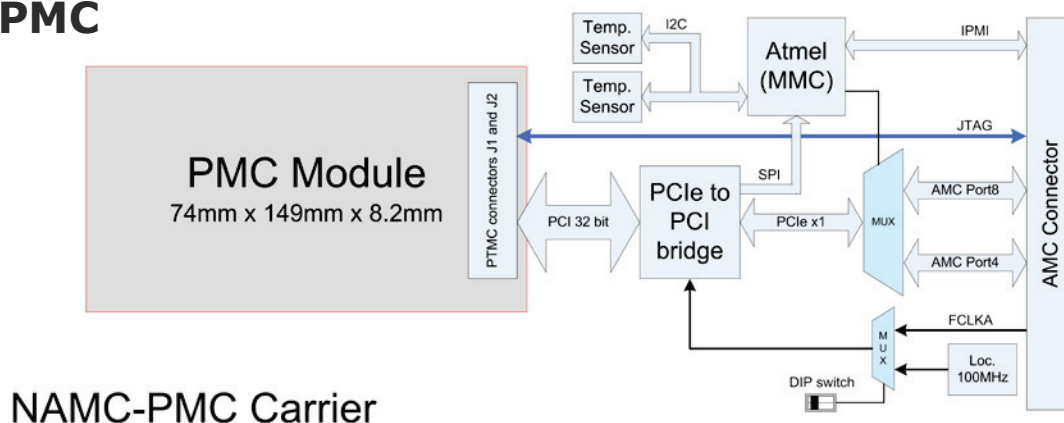 PMC
Temp.
Sensor
I2C
Temp.
Sensor
Atmel
(MMC)
IPMI
JTAG
PMC Module
74mm x 149mm x 8.2mm
PTMC connectors J1 and J2
PCI 32 bit
PCIe to
PCI
bridge
SPI
PCIe x1
MUX
AMC Port8
AMC Port4
AMC Connector
FCLKA
M
U
X
Loc.
100MHz
DIP switch
NAMC-PMC Carrier